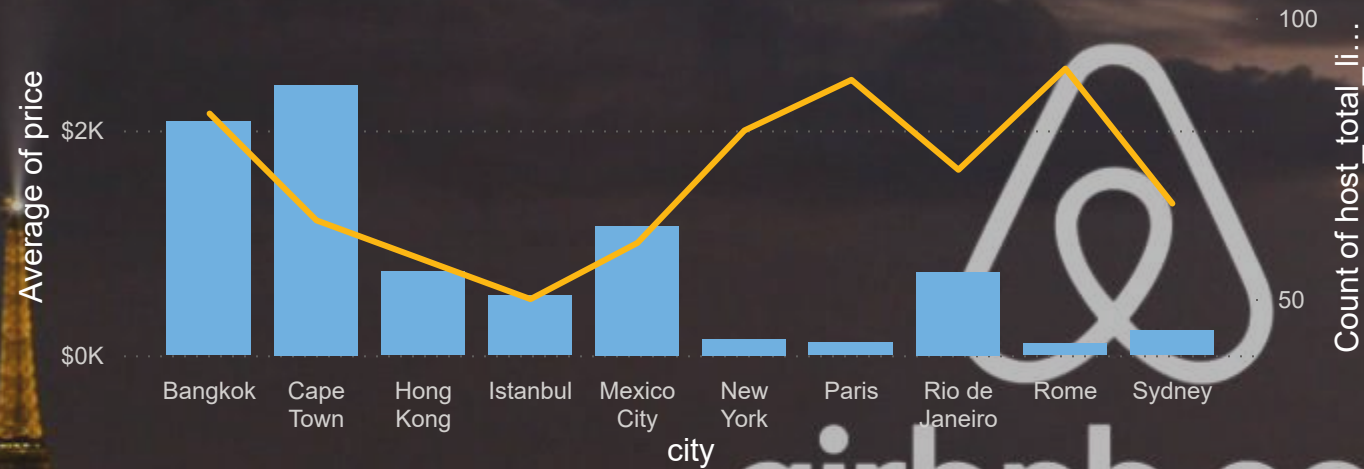 100
Average of price
$2K
Count of host_total_li...
50
$0K
Bangkok
Cape
Town
Hong
Kong
Istanbul
Mexico
City
New
York
Paris
Rio de
Janeiro
Rome
Sydney
city